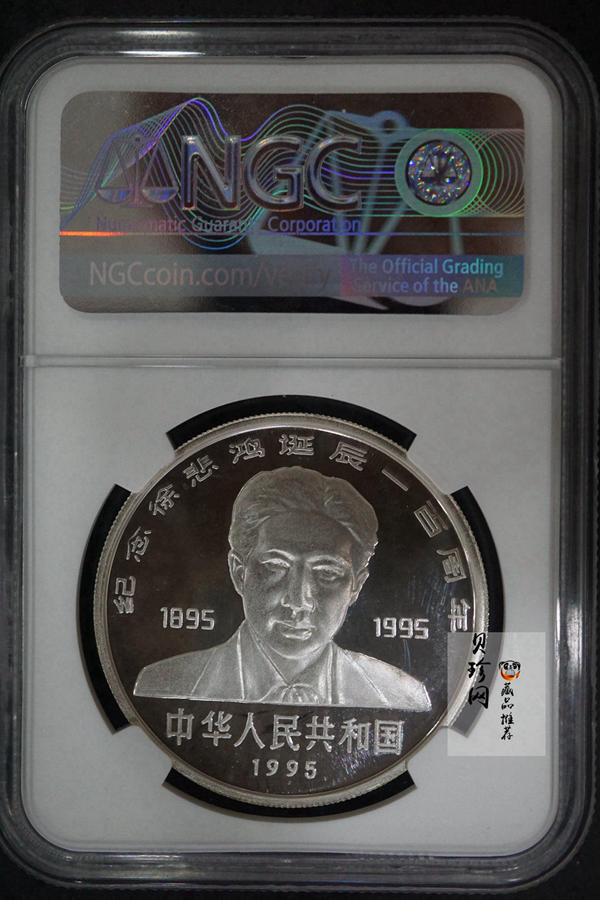 NGC
Numismatic Guaranty Corporation
NGCcoin.com/verify
The Official Grading
Service of the ANA
纪念徐悲鸿诞辰一百周年
1895
1995
中华人民共和国
1995
贝珍网
藏品推荐